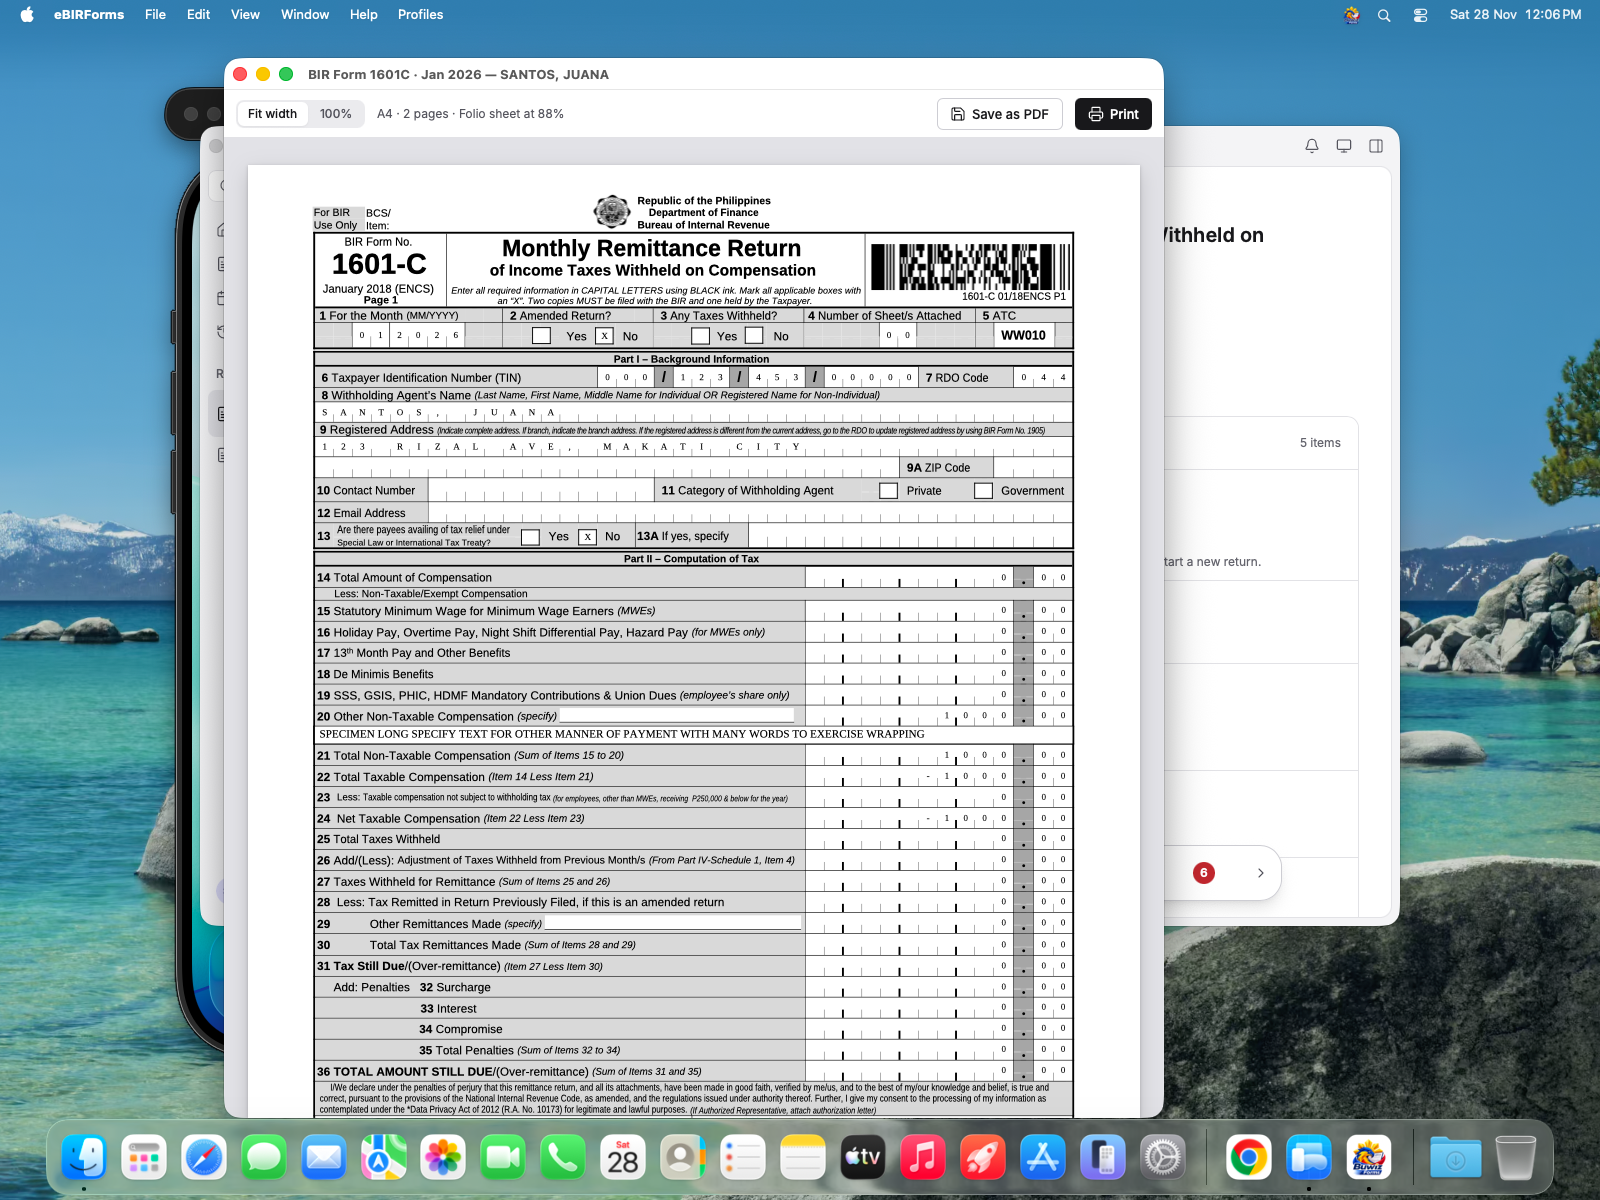 eBIRForms File Edit View Window Help Profiles Sat 28 Nov 12:06 PM
BIR Form 1601C · Jan 2026 — SANTOS, JUANA
Fit width 100% A4 · 2 pages · Folio sheet at 88% Save as PDF Print
For BIR Use Only
BCS/ Item:
Republic of the Philippines
Department of Finance
Bureau of Internal Revenue
BIR Form No.
1601-C
January 2018 (ENCS)
Page 1
Monthly Remittance Return
of Income Taxes Withheld on Compensation
Enter all required information in CAPITAL LETTERS using BLACK ink. Mark all applicable boxes with
an "X". Two copies MUST be filed with the BIR and one held by the Taxpayer.
1601-C 01/18ENCS P1
1 For the Month (MM/YYYY) 2 Amended Return? 3 Any Taxes Withheld? 4 Number of Sheet/s Attached 5 ATC
0 1 2 0 2 6 Yes X No Yes No 0 0 WW010
Part I – Background Information
6 Taxpayer Identification Number (TIN) 0 0 0 / 1 2 3 / 4 5 3 / 0 0 0 0 0 7 RDO Code 0 4 4
8 Withholding Agent's Name (Last Name, First Name, Middle Name for Individual OR Registered Name for Non-Individual)
S A N T O S , J U A N A
9 Registered Address (Indicate complete address. If branch, indicate the branch address. If the registered address is different from the current address, go to the RDO to update registered address by using BIR Form No. 1905)
1 2 3 R I Z A L A V E , M A K A T I C I T Y
9A ZIP Code
10 Contact Number 11 Category of Withholding Agent Private Government
12 Email Address
13 Are there payees availing of tax relief under
Special Law or International Tax Treaty? Yes X No 13A If yes, specify
Part II – Computation of Tax
14 Total Amount of Compensation 0 . 0 0
Less: Non-Taxable/Exempt Compensation
15 Statutory Minimum Wage for Minimum Wage Earners (MWEs) 0 . 0 0
16 Holiday Pay, Overtime Pay, Night Shift Differential Pay, Hazard Pay (for MWEs only) 0 . 0 0
17 13th Month Pay and Other Benefits 0 . 0 0
18 De Minimis Benefits 0 . 0 0
19 SSS, GSIS, PHIC, HDMF Mandatory Contributions & Union Dues (employee's share only) 0 . 0 0
20 Other Non-Taxable Compensation (specify) 1 0 0 0 . 0 0
SPECIMEN LONG SPECIFY TEXT FOR OTHER MANNER OF PAYMENT WITH MANY WORDS TO EXERCISE WRAPPING
21 Total Non-Taxable Compensation (Sum of Items 15 to 20) 1 0 0 0 . 0 0
22 Total Taxable Compensation (Item 14 Less Item 21) - 1 0 0 0 . 0 0
23 Less: Taxable compensation not subject to withholding tax (for employees, other than MWEs, receiving P250,000 & below for the year) 0 . 0 0
24 Net Taxable Compensation (Item 22 Less Item 23) - 1 0 0 0 . 0 0
25 Total Taxes Withheld 0 . 0 0
26 Add/(Less): Adjustment of Taxes Withheld from Previous Month/s (From Part IV-Schedule 1, Item 4) 0 . 0 0
27 Taxes Withheld for Remittance (Sum of Items 25 and 26) 0 . 0 0
28 Less: Tax Remitted in Return Previously Filed, if this is an amended return 0 . 0 0
29 Other Remittances Made (specify) 0 . 0 0
30 Total Tax Remittances Made (Sum of Items 28 and 29) 0 . 0 0
31 Tax Still Due/(Over-remittance) (Item 27 Less Item 30) 0 . 0 0
Add: Penalties 32 Surcharge 0 . 0 0
33 Interest 0 . 0 0
34 Compromise 0 . 0 0
35 Total Penalties (Sum of Items 32 to 34) 0 . 0 0
36 TOTAL AMOUNT STILL DUE/(Over-remittance) (Sum of Items 31 and 35) 0 . 0 0
I/We declare under the penalties of perjury that this remittance return, and all its attachments, have been made in good faith, verified by me/us, and to the best of my/our knowledge and belief, is true and
correct, pursuant to the provisions of the National Internal Revenue Code, as amended, and the regulations issued under authority thereof. Further, I give my consent to the processing of my information as
contemplated under the *Data Privacy Act of 2012 (R.A. No. 10173) for legitimate and lawful purposes. (If Authorized Representative, attach authorization letter)
Withheld on
5 items
tart a new return.
6
Sat
28
tv
BUWIZ